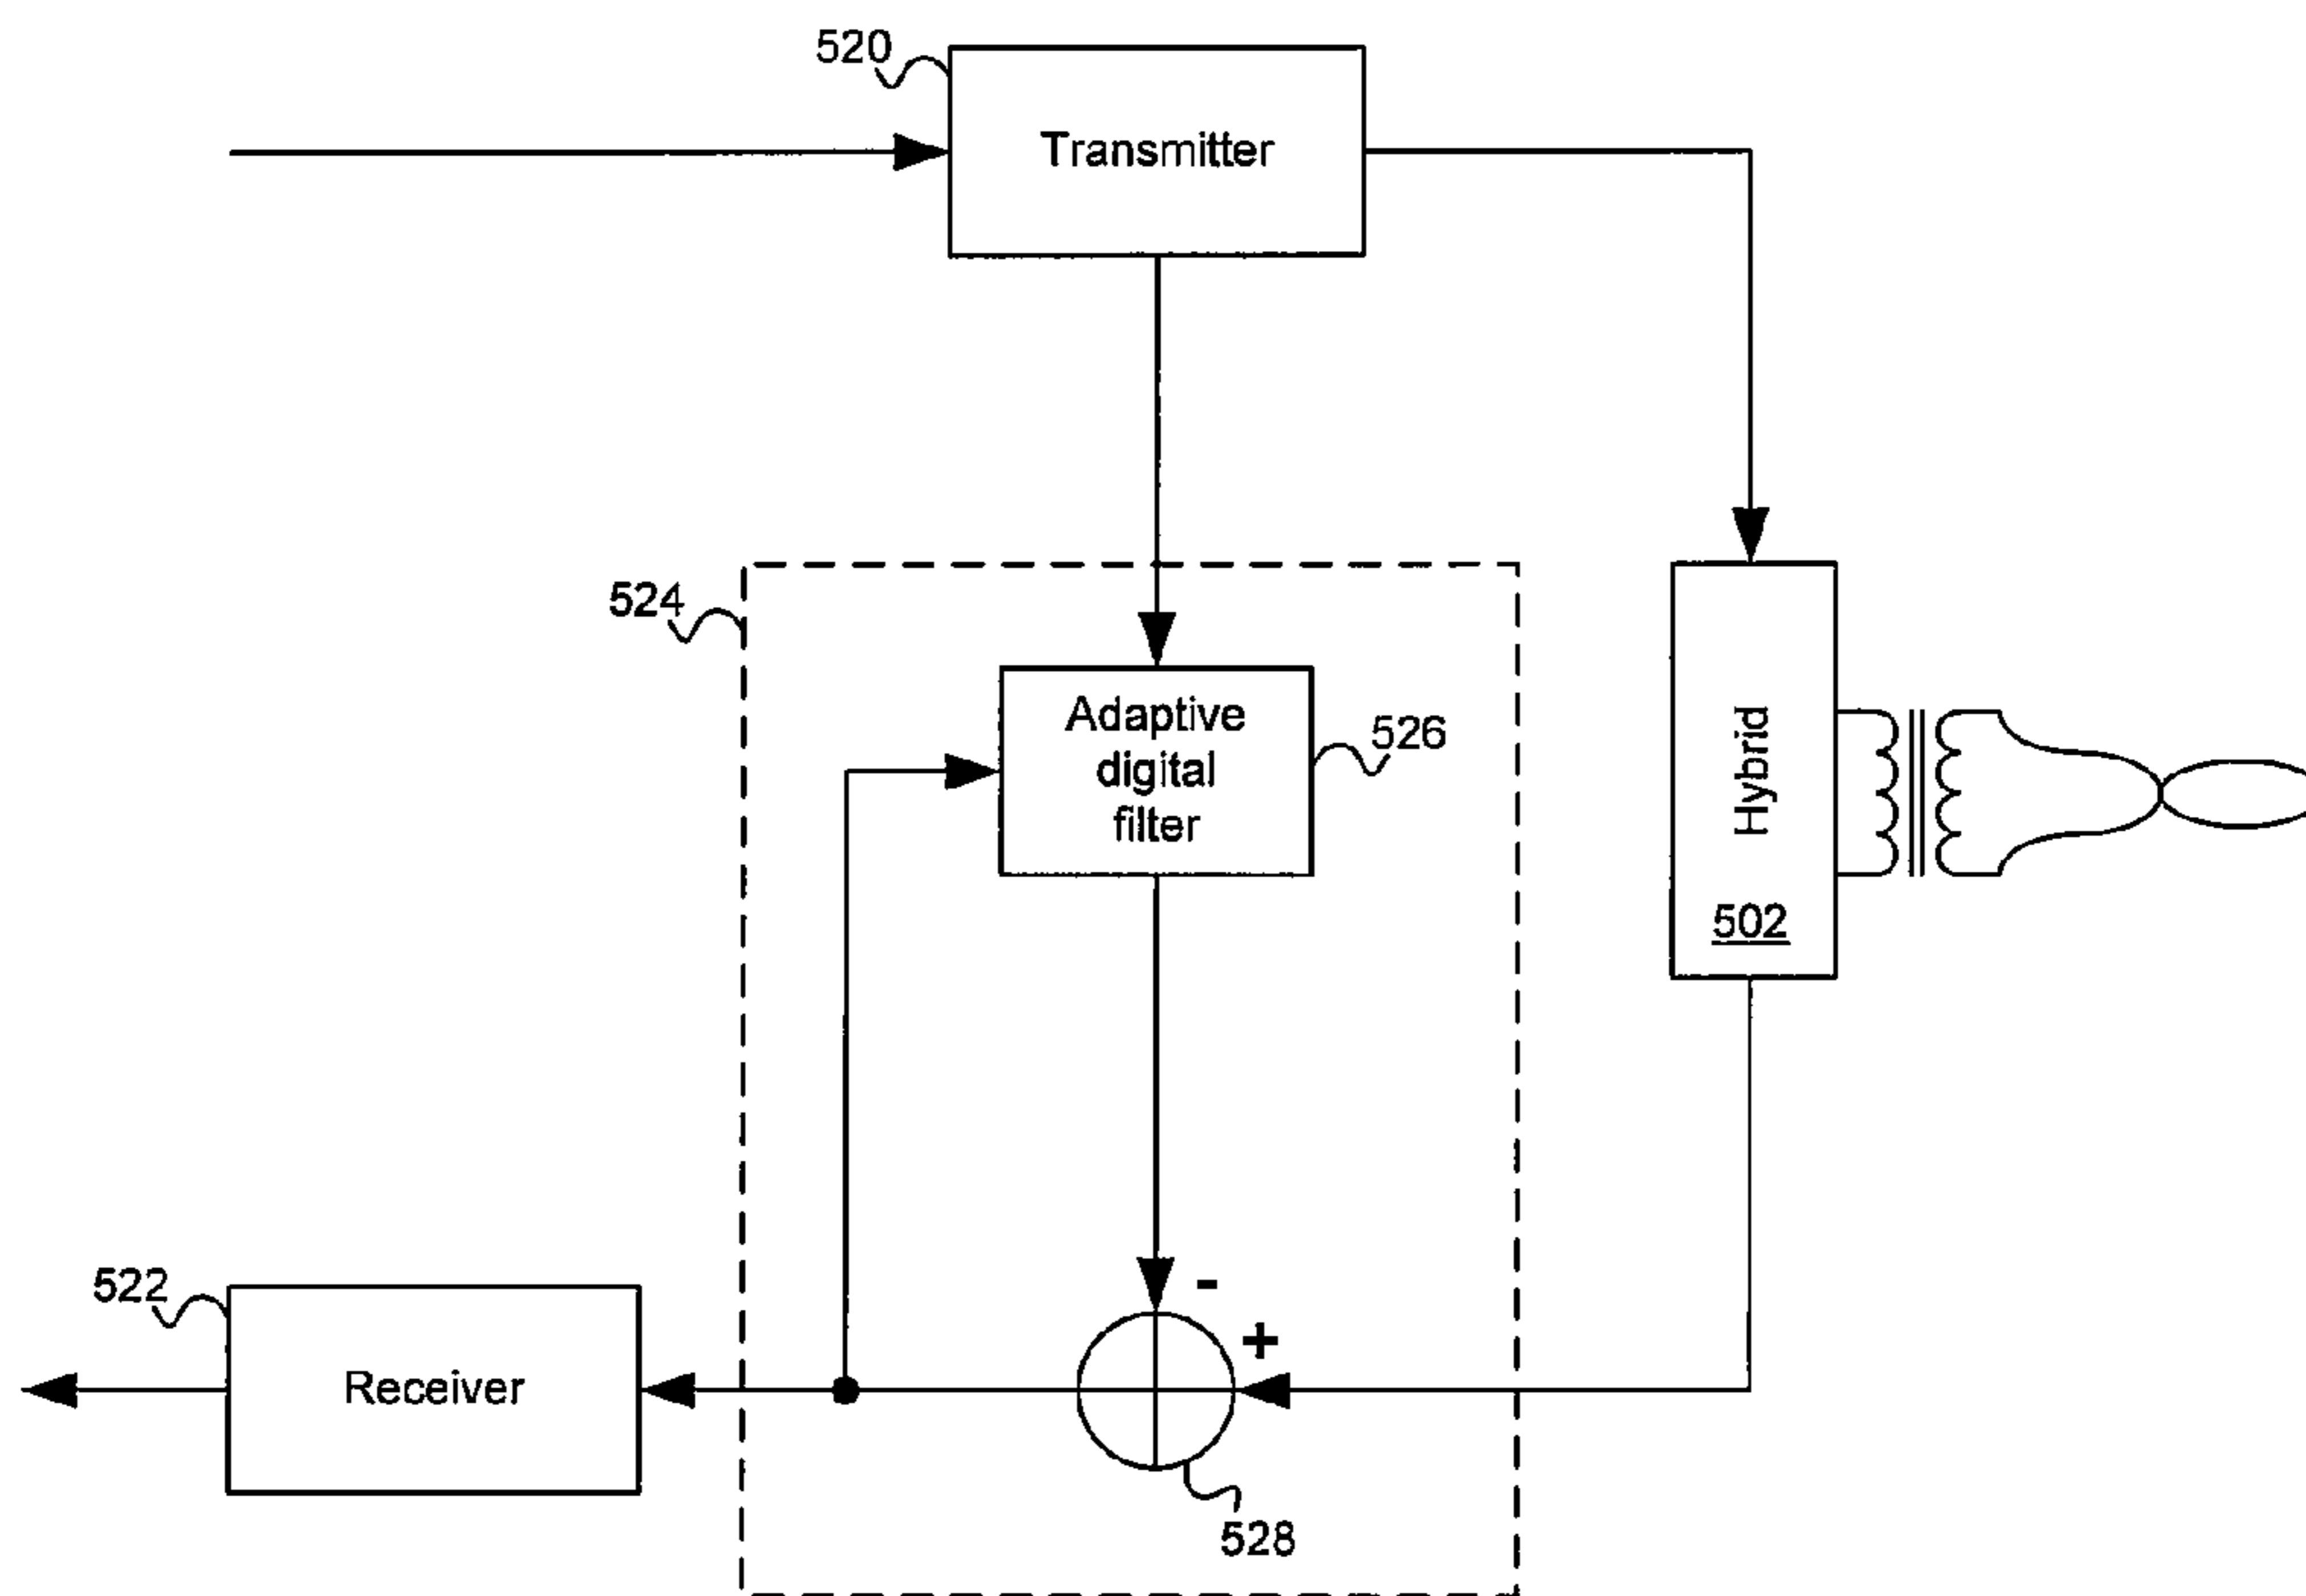 520
Transmitter
524
Adaptive
digital
filter
526
Hybrid
502
-
+
522
Receiver
528